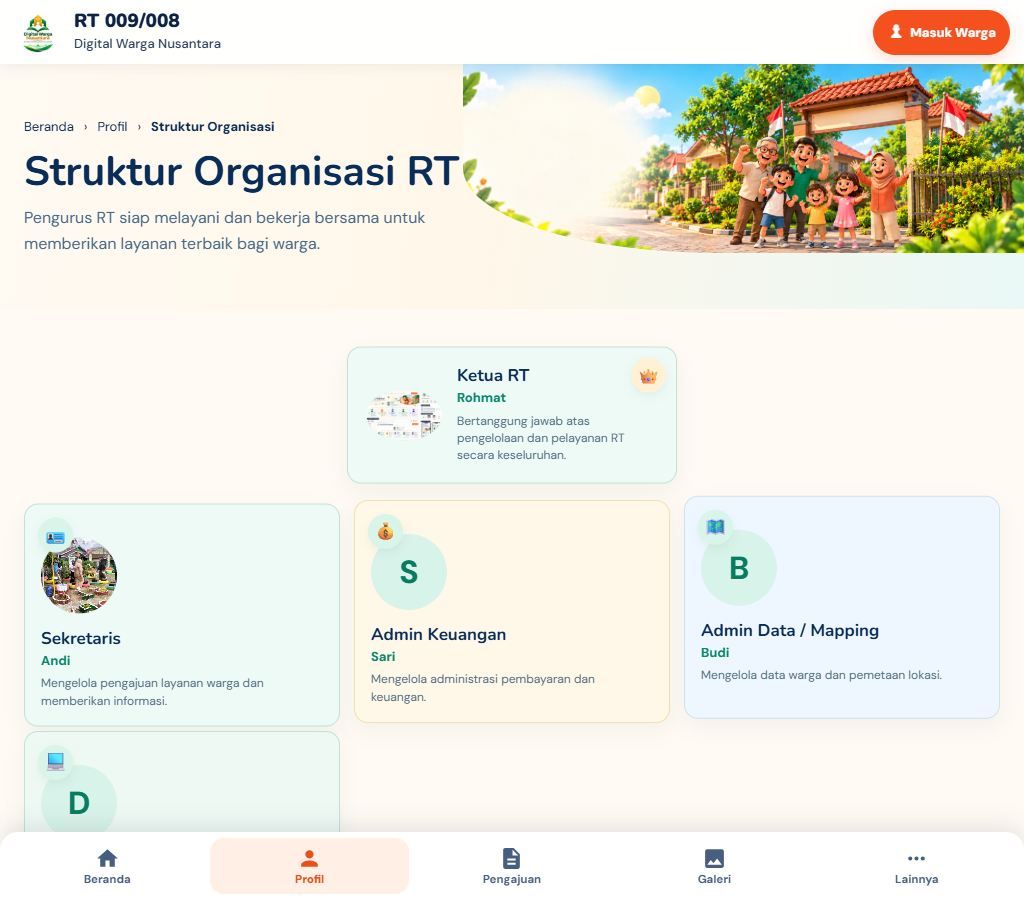 RT 009/008
Digital Warga Nusantara
Masuk Warga
Beranda › Profil › Struktur Organisasi
Struktur Organisasi RT
Pengurus RT siap melayani dan bekerja bersama untuk
memberikan layanan terbaik bagi warga.
Ketua RT
Rohmat
Bertanggung jawab atas
pengelolaan dan pelayanan RT
secara keseluruhan.
Sekretaris
Andi
Mengelola pengajuan layanan warga dan
memberikan informasi.
S
Admin Keuangan
Sari
Mengelola administrasi pembayaran dan
keuangan.
B
Admin Data / Mapping
Budi
Mengelola data warga dan pemetaan lokasi.
D
Beranda
Profil
Pengajuan
Galeri
Lainnya